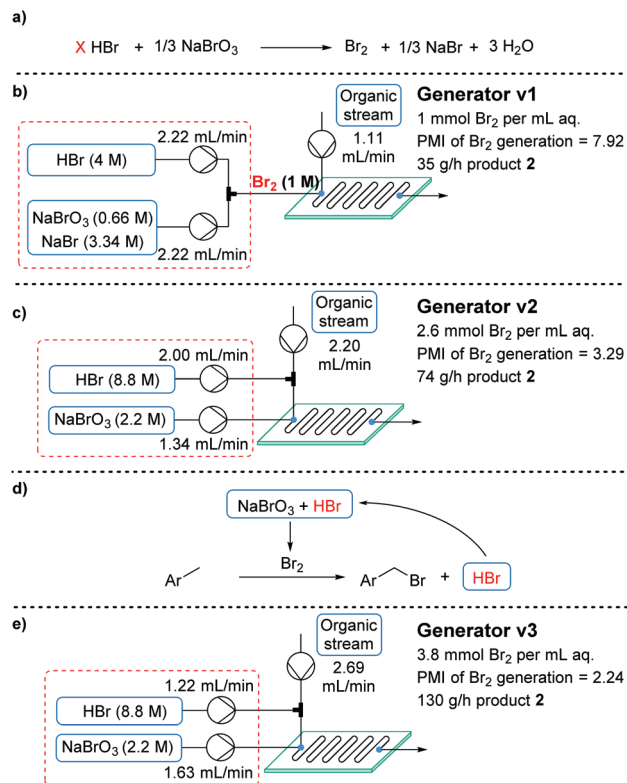 a)
X HBr + 1/3 NaBrO3 Br2 + 1/3 NaBr + 3 H2O
b)
Generator v1
1 mmol Br2 per mL aq.
PMI of Br2 generation = 7.92
35 g/h product 2
Organic
stream
1.11
mL/min
2.22 mL/min
HBr (4 M)
Br2 (1 M)
NaBrO3 (0.66 M)
NaBr (3.34 M)
2.22 mL/min
c)
Generator v2
2.6 mmol Br2 per mL aq.
PMI of Br2 generation = 3.29
74 g/h product 2
Organic
stream
2.20
mL/min
2.00 mL/min
HBr (8.8 M)
NaBrO3 (2.2 M)
1.34 mL/min
d)
NaBrO3 + HBr
Br2
Ar Ar Br + HBr
e)
Generator v3
3.8 mmol Br2 per mL aq.
PMI of Br2 generation = 2.24
130 g/h product 2
Organic
stream
2.69
mL/min
1.22 mL/min
HBr (8.8 M)
NaBrO3 (2.2 M)
1.63 mL/min